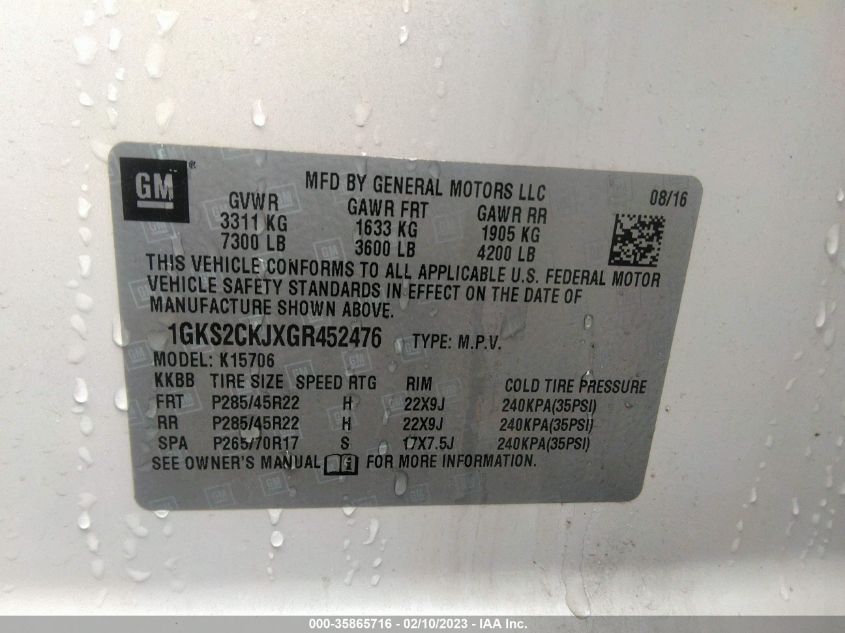 GM®
MFD BY GENERAL MOTORS LLC
08/16
GVWR GAWR FRT GAWR RR
3311 KG 1633 KG 1905 KG
7300 LB 3600 LB 4200 LB
THIS VEHICLE CONFORMS TO ALL APPLICABLE U.S. FEDERAL MOTOR
VEHICLE SAFETY STANDARDS IN EFFECT ON THE DATE OF
MANUFACTURE SHOWN ABOVE.
1GKS2CKJXGR452476 TYPE: M.P.V.
MODEL: K15706
KKBB TIRE SIZE SPEED RTG RIM COLD TIRE PRESSURE
FRT P285/45R22 H 22X9J 240KPA(35PSI)
RR P285/45R22 H 22X9J 240KPA(35PSI)
SPA P265/70R17 S 17X7.5J 240KPA(35PSI)
SEE OWNER'S MANUAL FOR MORE INFORMATION.
000-35865716 - 02/10/2023 - IAA Inc.